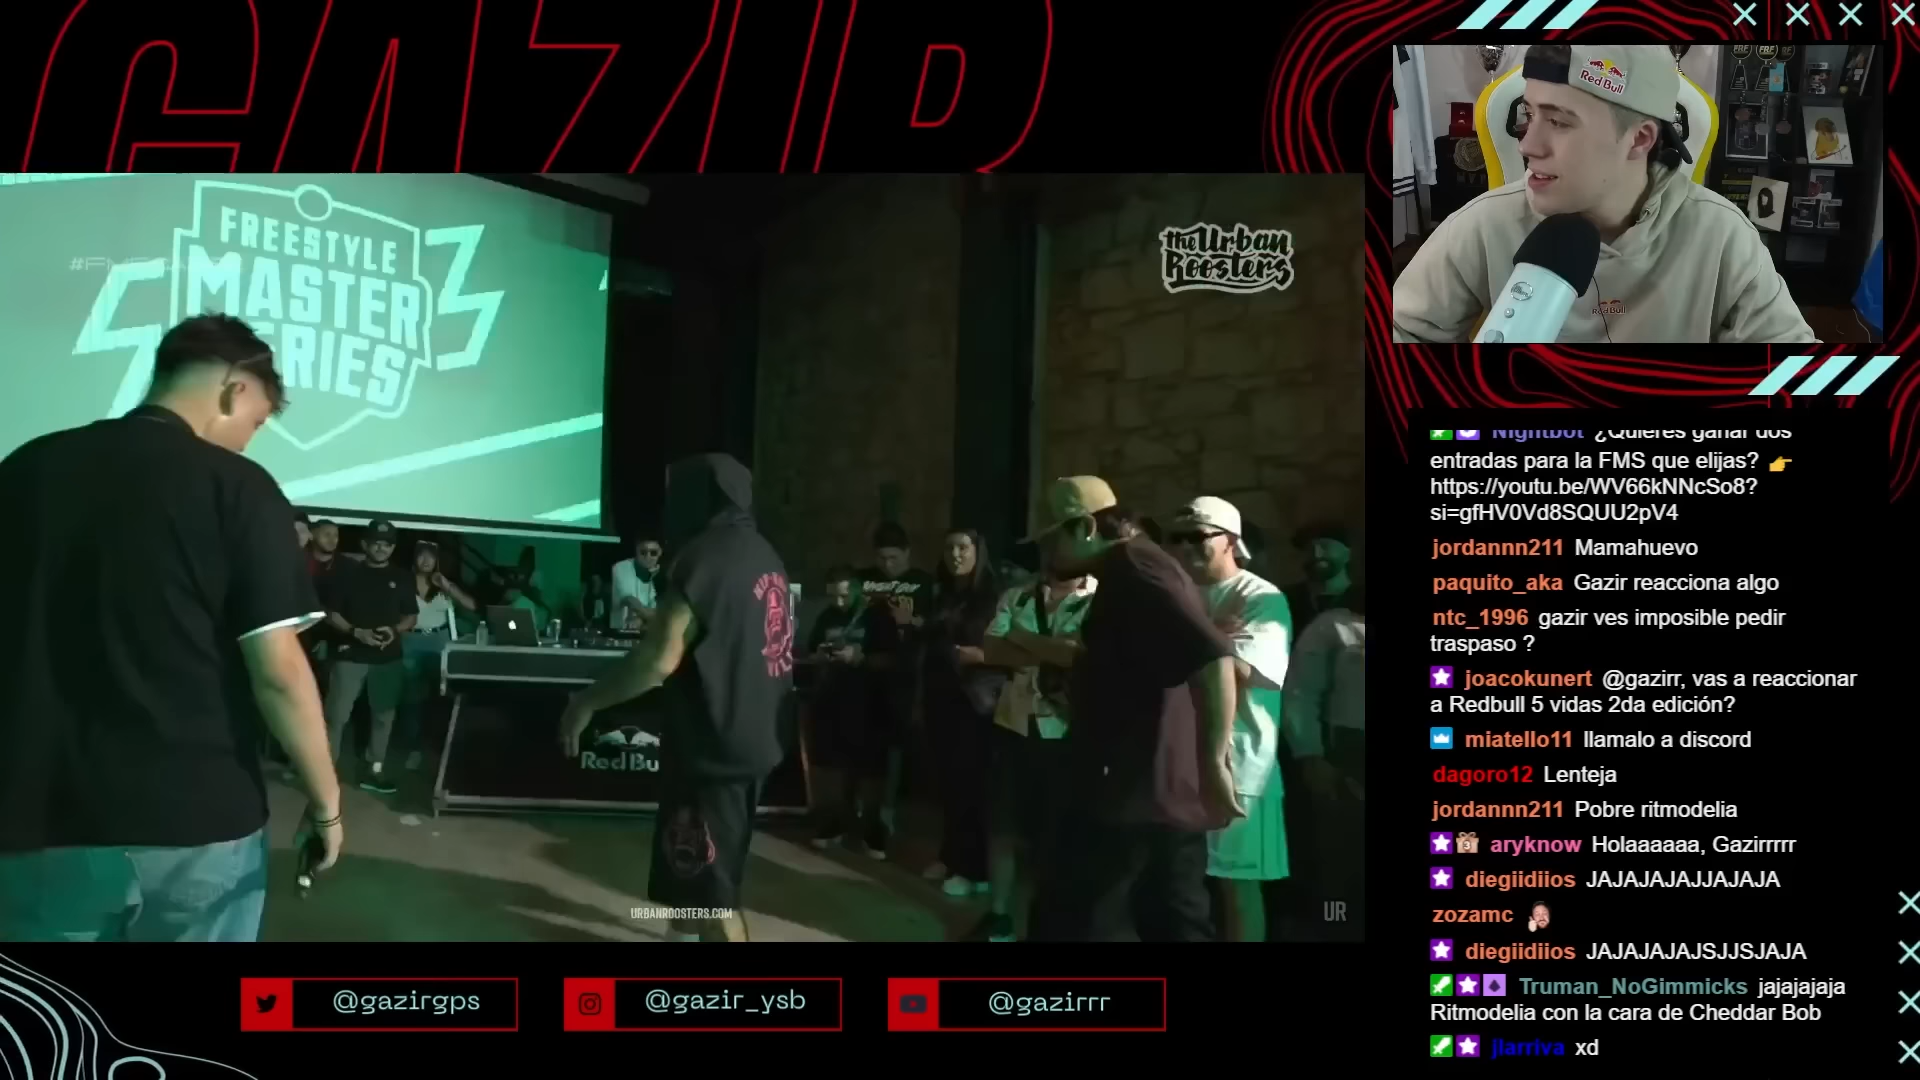 GAZIR
FREESTYLE
MASTER
SERIES
the Urban
Roosters
Red Bull
Red Bull
Red Bu
URBANROOSTERS.COM
UR
@gazirgps
@gazir_ysb
@gazirrr
Nightbot ¿Quieres ganar dos
entradas para la FMS que elijas? 👉
https://youtu.be/WV66kNNcSo8?
si=gfHV0Vd8SQUU2pV4
jordannn211 Mamahuevo
paquito_aka Gazir reacciona algo
ntc_1996 gazir ves imposible pedir
traspaso ?
joacokunert @gazirr, vas a reaccionar
a Redbull 5 vidas 2da edición?
miatello11 llamalo a discord
dagoro12 Lenteja
jordannn211 Pobre ritmodelia
aryknow Holaaaaaa, Gazirrrrr
diegiidiios JAJAJAJAJJAJAJA
zozamc
diegiidiios JAJAJAJAJSJJSJAJA
Truman_NoGimmicks jajajajaja
Ritmodelia con la cara de Cheddar Bob
jlarriva xd